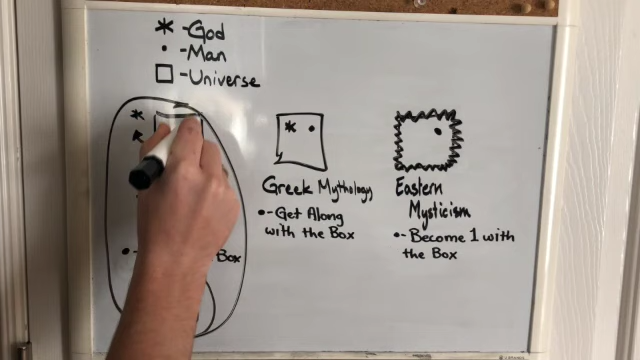 * - God
• - Man
□ - Universe
Greek Mythology
• - Get Along
with the Box
Eastern
Mysticism
• - Become 1 with
the Box
• -
Box